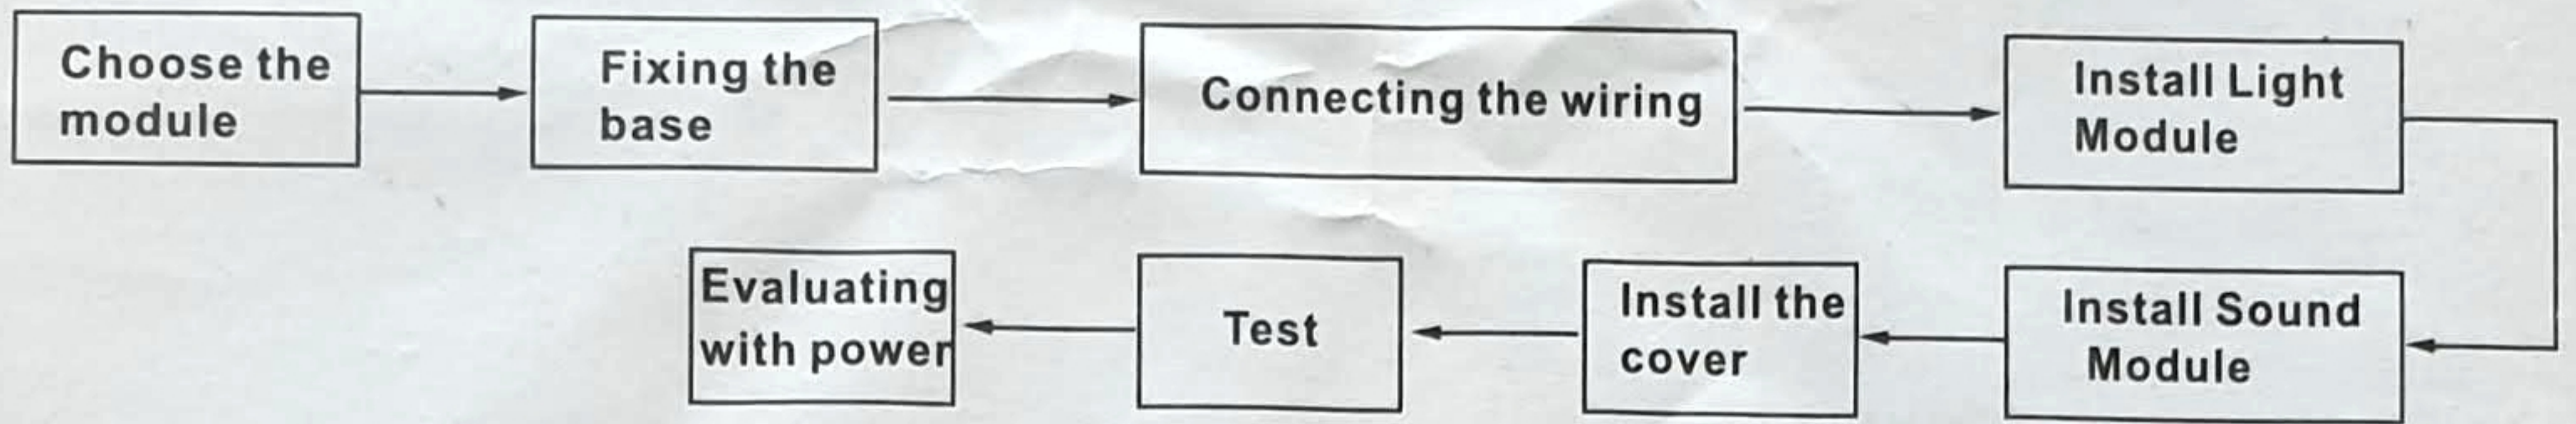 Choose the
module
Fixing the
base
Connecting the wiring
Install Light
Module
Install Sound
Module
Install the
cover
Test
Evaluating
with power